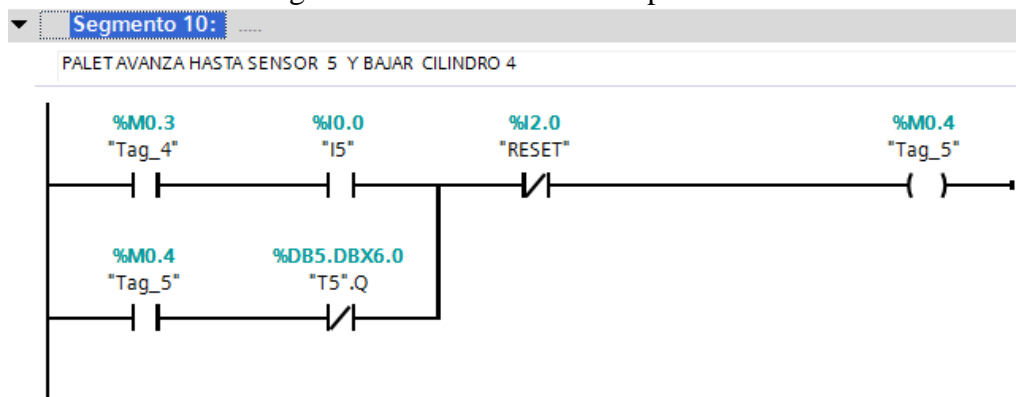 Segmento 10: .....
PALET AVANZA HASTA SENSOR 5 Y BAJAR CILINDRO 4
%M0.3 %I0.0 %I2.0 %M0.4
"Tag_4" "I5" "RESET" "Tag_5"
%M0.4 %DB5.DBX6.0
"Tag_5" "T5".Q